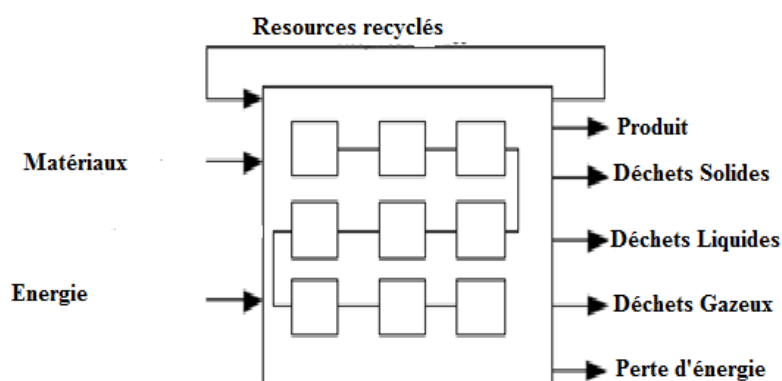 Resources recyclés
Produit
Matériaux
Déchets Solides
Déchets Liquides
Energie
Déchets Gazeux
Perte d'énergie